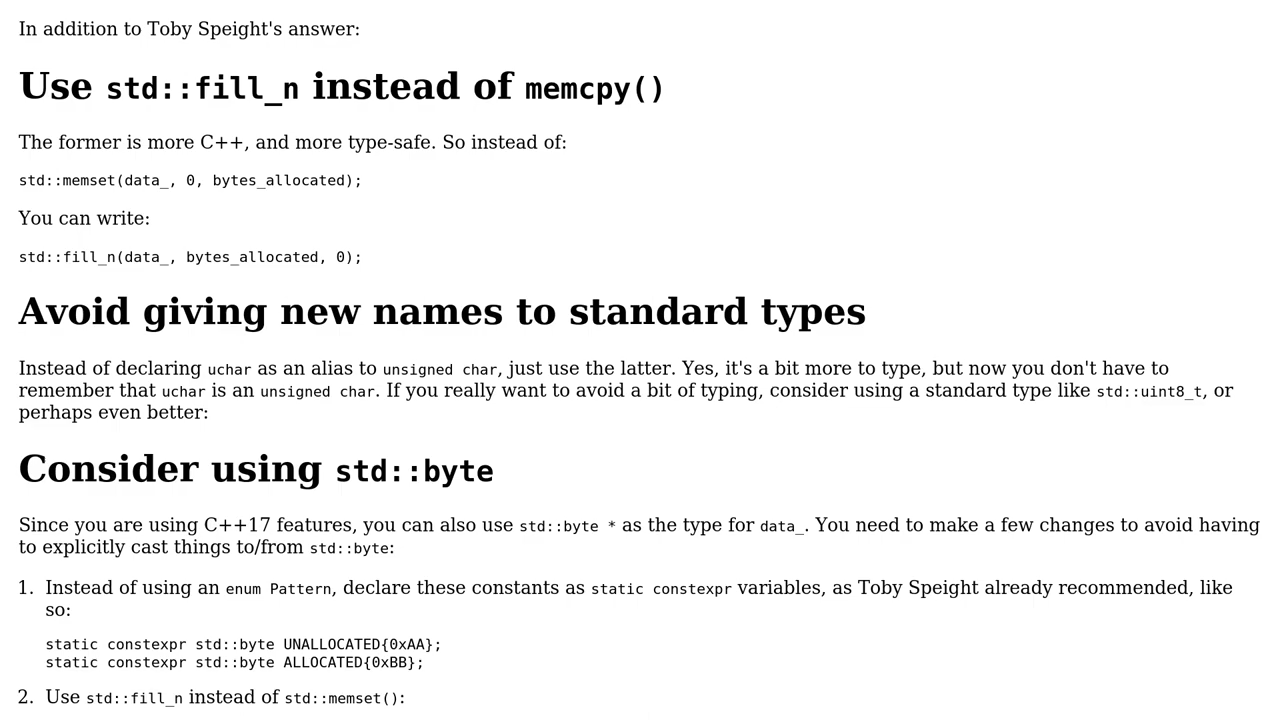 In addition to Toby Speight's answer:
Use std::fill_n instead of memcpy()
The former is more C++, and more type-safe. So instead of:
std::memset(data_, 0, bytes_allocated);
You can write:
std::fill_n(data_, bytes_allocated, 0);
Avoid giving new names to standard types
Instead of declaring uchar as an alias to unsigned char, just use the latter. Yes, it's a bit more to type, but now you don't have to
remember that uchar is an unsigned char. If you really want to avoid a bit of typing, consider using a standard type like std::uint8_t, or
perhaps even better:
Consider using std::byte
Since you are using C++17 features, you can also use std::byte * as the type for data_. You need to make a few changes to avoid having
to explicitly cast things to/from std::byte:
1. Instead of using an enum Pattern, declare these constants as static constexpr variables, as Toby Speight already recommended, like
so:
static constexpr std::byte UNALLOCATED{0xAA};
static constexpr std::byte ALLOCATED{0xBB};
2. Use std::fill_n instead of std::memset():